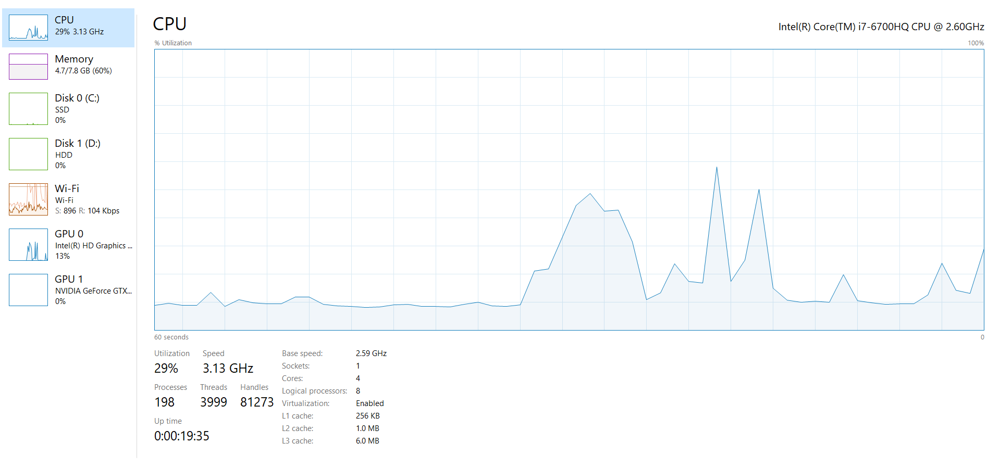 CPU
29% 3.13 GHz
Memory
4.7/7.8 GB (60%)
Disk 0 (C:)
SSD
0%
Disk 1 (D:)
HDD
0%
Wi-Fi
Wi-Fi
S: 896 R: 104 Kbps
GPU 0
Intel(R) HD Graphics ...
13%
GPU 1
NVIDIA GeForce GTX...
0%
CPU
Intel(R) Core(TM) i7-6700HQ CPU @ 2.60GHz
% Utilization 100%
60 seconds 0
Utilization Speed
29% 3.13 GHz
Processes Threads Handles
198 3999 81273
Up time
0:00:19:35
Base speed: 2.59 GHz
Sockets: 1
Cores: 4
Logical processors: 8
Virtualization: Enabled
L1 cache: 256 KB
L2 cache: 1.0 MB
L3 cache: 6.0 MB